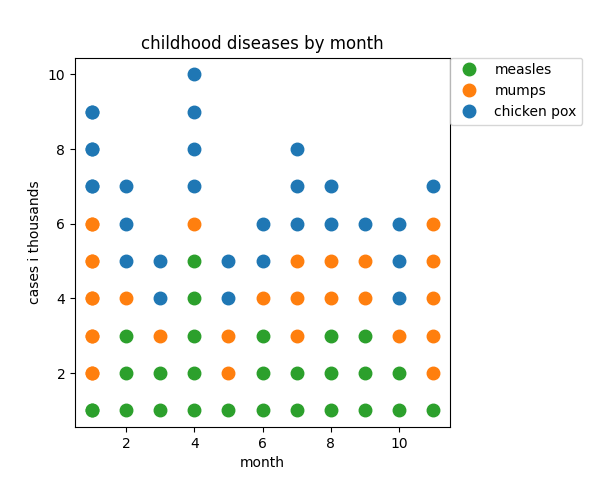 childhood diseases by month
measles
mumps
chicken pox
10
8
6
4
2
cases i thousands
2 4 6 8 10
month